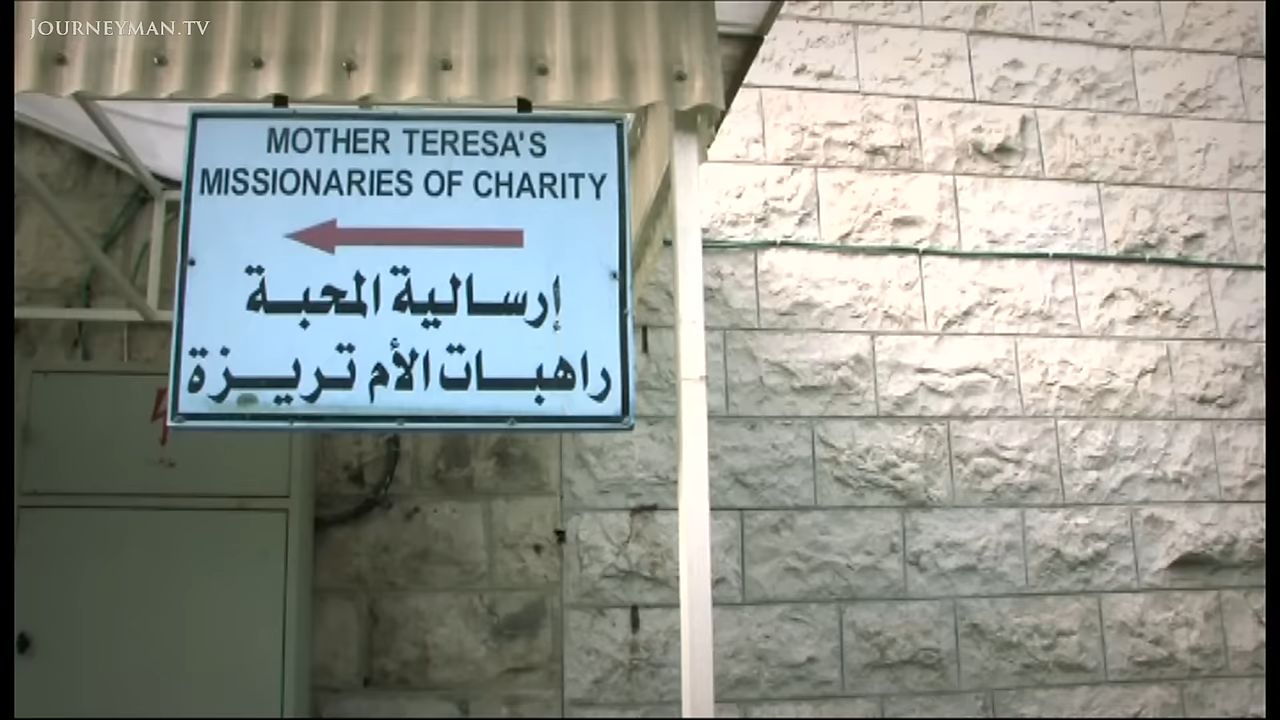 JOURNEYMAN.TV
MOTHER TERESA'S
MISSIONARIES OF CHARITY
إرسالية المحبة
راهبات الأم تريزة